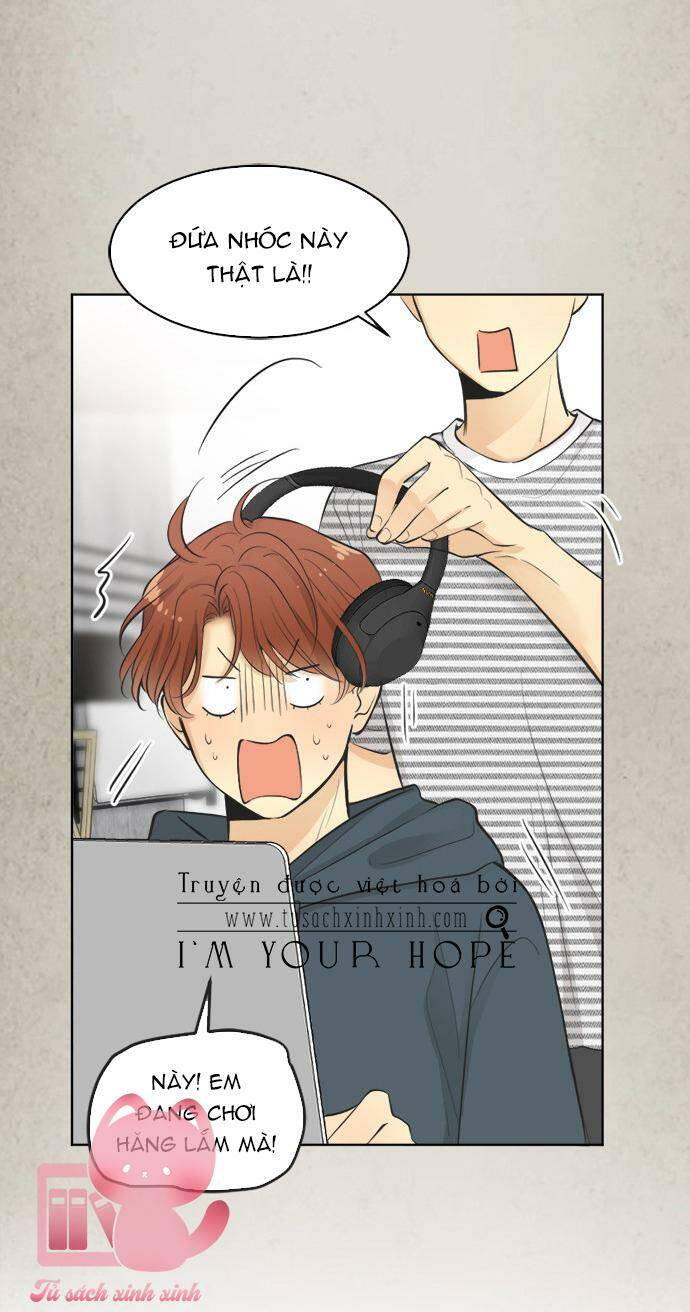 ĐỨA NHÓC NÀY
THẬT LÀ!!
Truyện được việt hoá bởi
www.tusachxinhxinh.com
I'M YOUR HOPE
NÀY! EM
ĐANG CHƠI
HĂNG LẮM MÀ!
Tủ sách xinh xinh